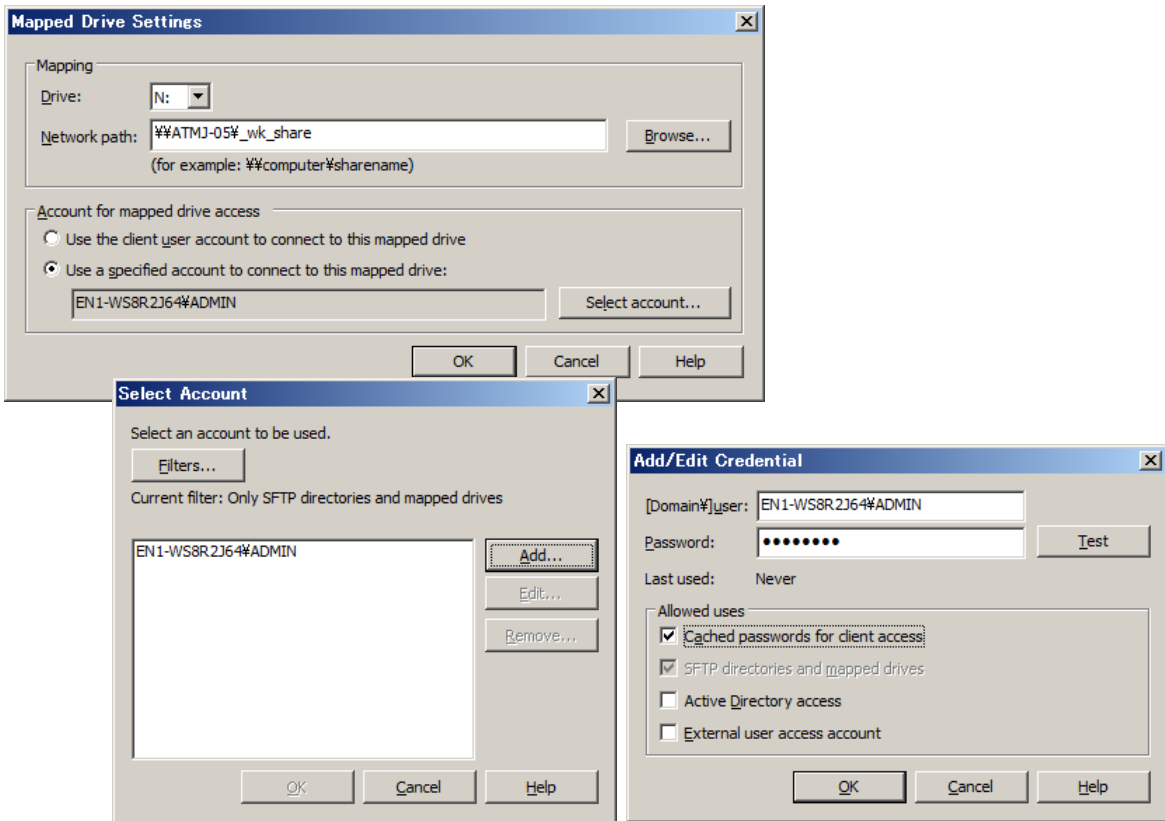 Mapped Drive Settings
Mapping
Drive: N:
Network path: ¥¥ATMJ-05¥_wk_share Browse...
(for example: ¥¥computer¥sharename)
Account for mapped drive access
Use the client user account to connect to this mapped drive
Use a specified account to connect to this mapped drive:
EN1-WS8R2J64¥ADMIN Select account...
OK Cancel Help
Select Account
Select an account to be used.
Filters...
Current filter: Only SFTP directories and mapped drives
EN1-WS8R2J64¥ADMIN
Add...
Edit...
Remove...
OK Cancel Help
Add/Edit Credential
[Domain¥]user: EN1-WS8R2J64¥ADMIN
Password: ●●●●●●●● Test
Last used: Never
Allowed uses
Cached passwords for client access
SFTP directories and mapped drives
Active Directory access
External user access account
OK Cancel Help